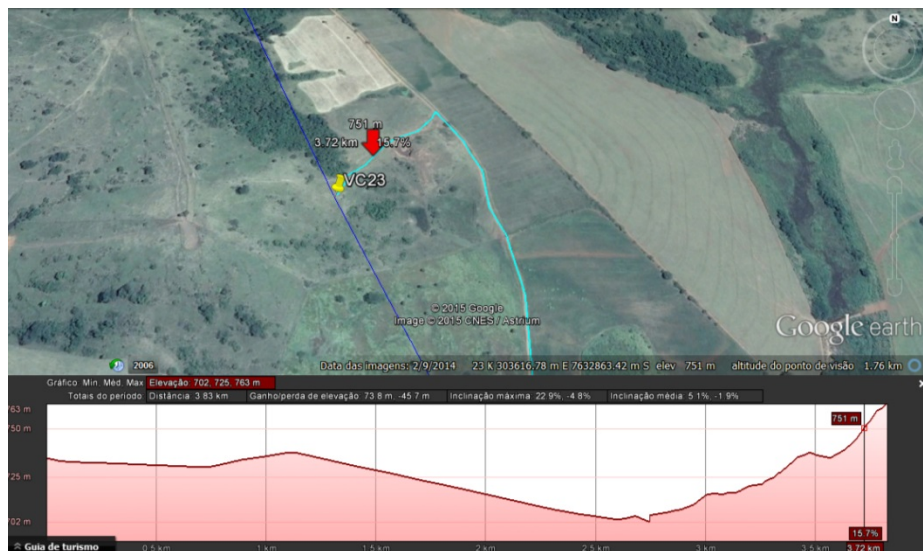 N
751 m
3.72 km 15.7%
VC23
© 2015 Google
Image © 2015 CNES / Astrium
Google earth
2006
Data das imagens: 2/9/2014 23 K 303616.78 m E 7632863.42 m S elev 751 m altitude do ponto de visão 1.76 km
Gráfico Min Méd. Max Elevação 702, 725, 763 m
Totais do período Distância 3.83 km Ganho/perda de elevação 73.8 m, -45.7 m Inclinação máxima 22.9%, -4.8% Inclinação média 5.1%, -1.9%
763 m
751 m
750 m
725 m
702 m
15.7%
Guia de turismo 0.5 km 1 km 1.5 km 2 km 2.5 km 3 km 3.5 km 3.72 km